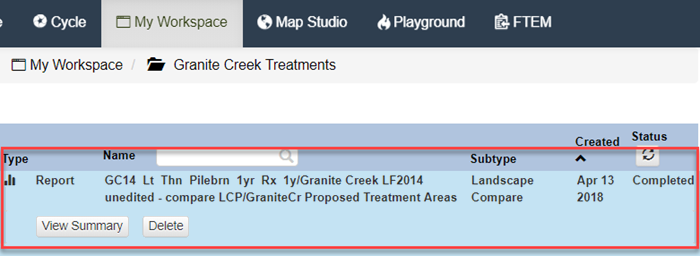 e Cycle My Workspace Map Studio Playground FTEM
My Workspace / Granite Creek Treatments
Type Name Subtype Created Status
Report GC14 Lt Thn Pilebrn 1yr Rx 1y/Granite Creek LF2014 Landscape Apr 13 Completed
unedited - compare LCP/GraniteCr Proposed Treatment Areas Compare 2018
View Summary Delete